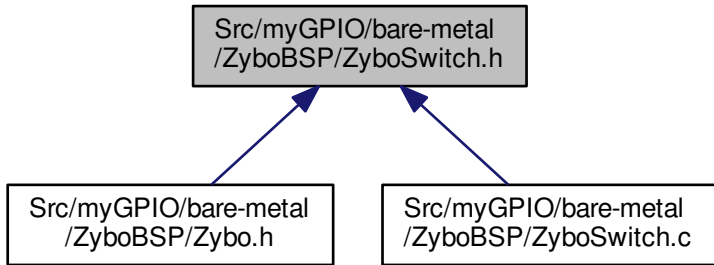 Src/myGPIO/bare-metal
/ZyboBSP/ZyboSwitch.h
Src/myGPIO/bare-metal
/ZyboBSP/Zybo.h
Src/myGPIO/bare-metal
/ZyboBSP/ZyboSwitch.c